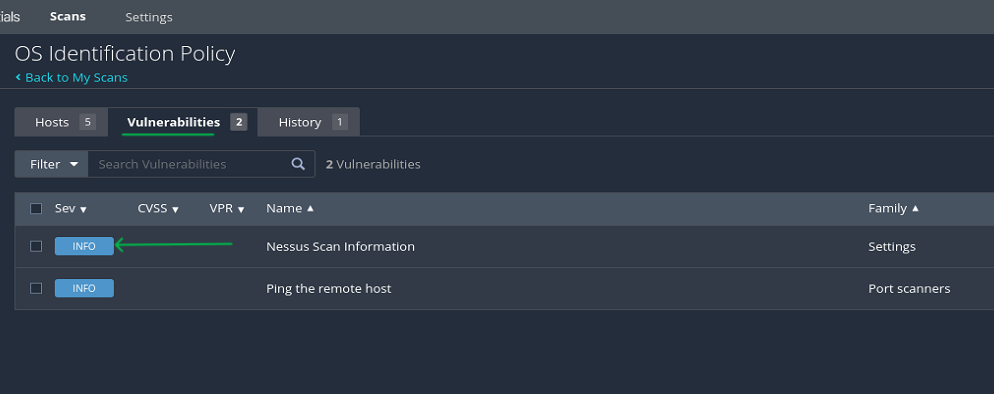 Scans Settings
OS Identification Policy
Back to My Scans
Hosts 5 Vulnerabilities 2 History 1
Filter Search Vulnerabilities 2 Vulnerabilities
Sev CVSS VPR Name Family
INFO Nessus Scan Information Settings
INFO Ping the remote host Port scanners